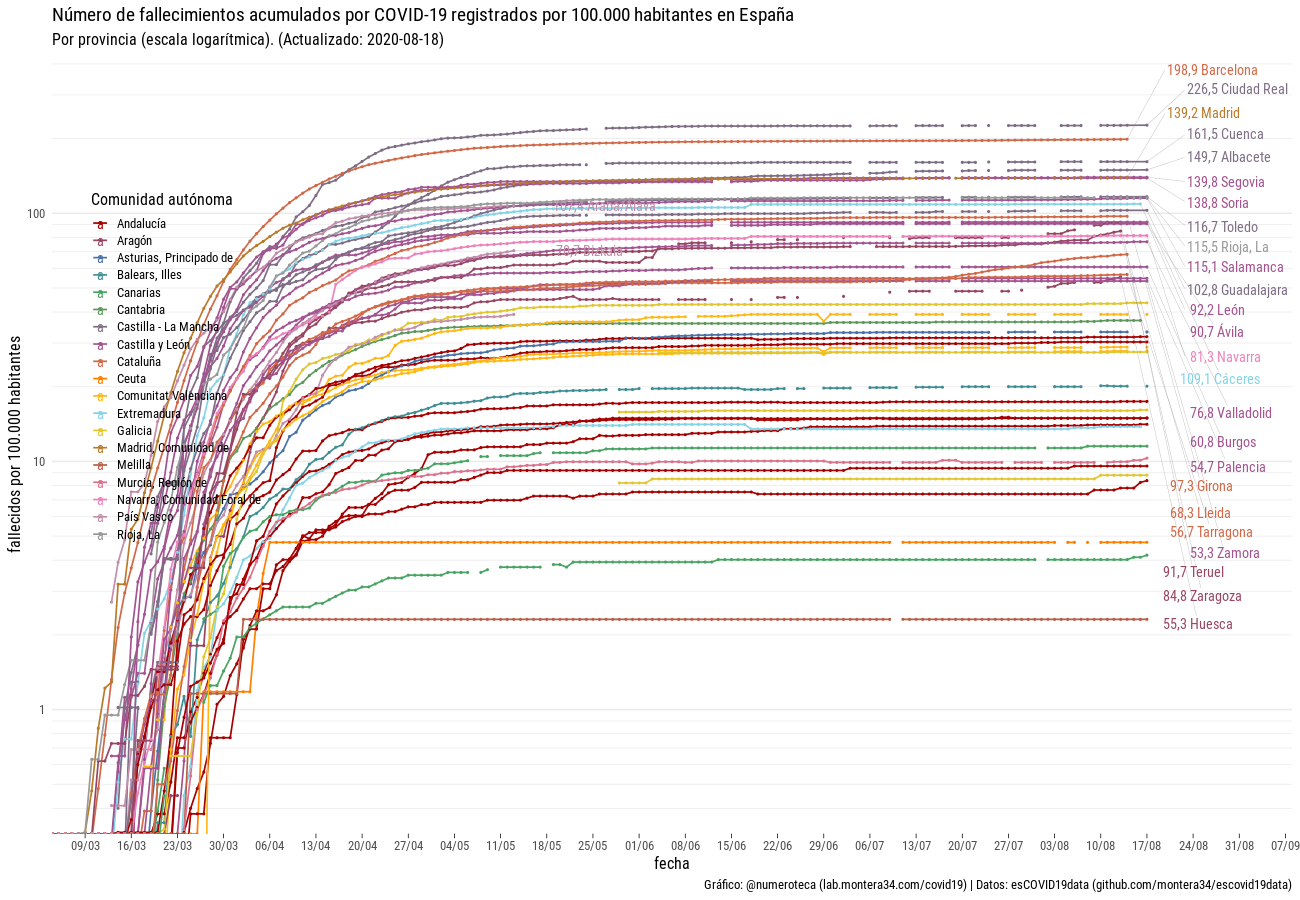 Número de fallecimientos acumulados por COVID-19 registrados por 100.000 habitantes en España
Por provincia (escala logarítmica). (Actualizado: 2020-08-18)
fallecidos por 100.000 habitantes
100
10
1
Comunidad autónoma
Andalucía
Aragón
Asturias, Principado de
Balears, Illes
Canarias
Cantabria
Castilla - La Mancha
Castilla y León
Cataluña
Ceuta
Comunitat Valenciana
Extremadura
Galicia
Madrid, Comunidad de
Melilla
Murcia, Región de
Navarra, Comunidad Foral de
País Vasco
Rioja, La
Araba/Álava
Bizkaia
198,9 Barcelona
226,5 Ciudad Real
139,2 Madrid
161,5 Cuenca
149,7 Albacete
139,8 Segovia
138,8 Soria
116,7 Toledo
115,5 Rioja, La
115,1 Salamanca
102,8 Guadalajara
92,2 León
90,7 Ávila
81,3 Navarra
109,1 Cáceres
76,8 Valladolid
60,8 Burgos
54,7 Palencia
97,3 Girona
68,3 Lleida
56,7 Tarragona
53,3 Zamora
91,7 Teruel
84,8 Zaragoza
55,3 Huesca
09/03 16/03 23/03 30/03 06/04 13/04 20/04 27/04 04/05 11/05 18/05 25/05 01/06 08/06 15/06 22/06 29/06 06/07 13/07 20/07 27/07 03/08 10/08 17/08 24/08 31/08 07/09
fecha
Gráfico: @numeroteca (lab.montera34.com/covid19) | Datos: esCOVID19data (github.com/montera34/escovid19data)